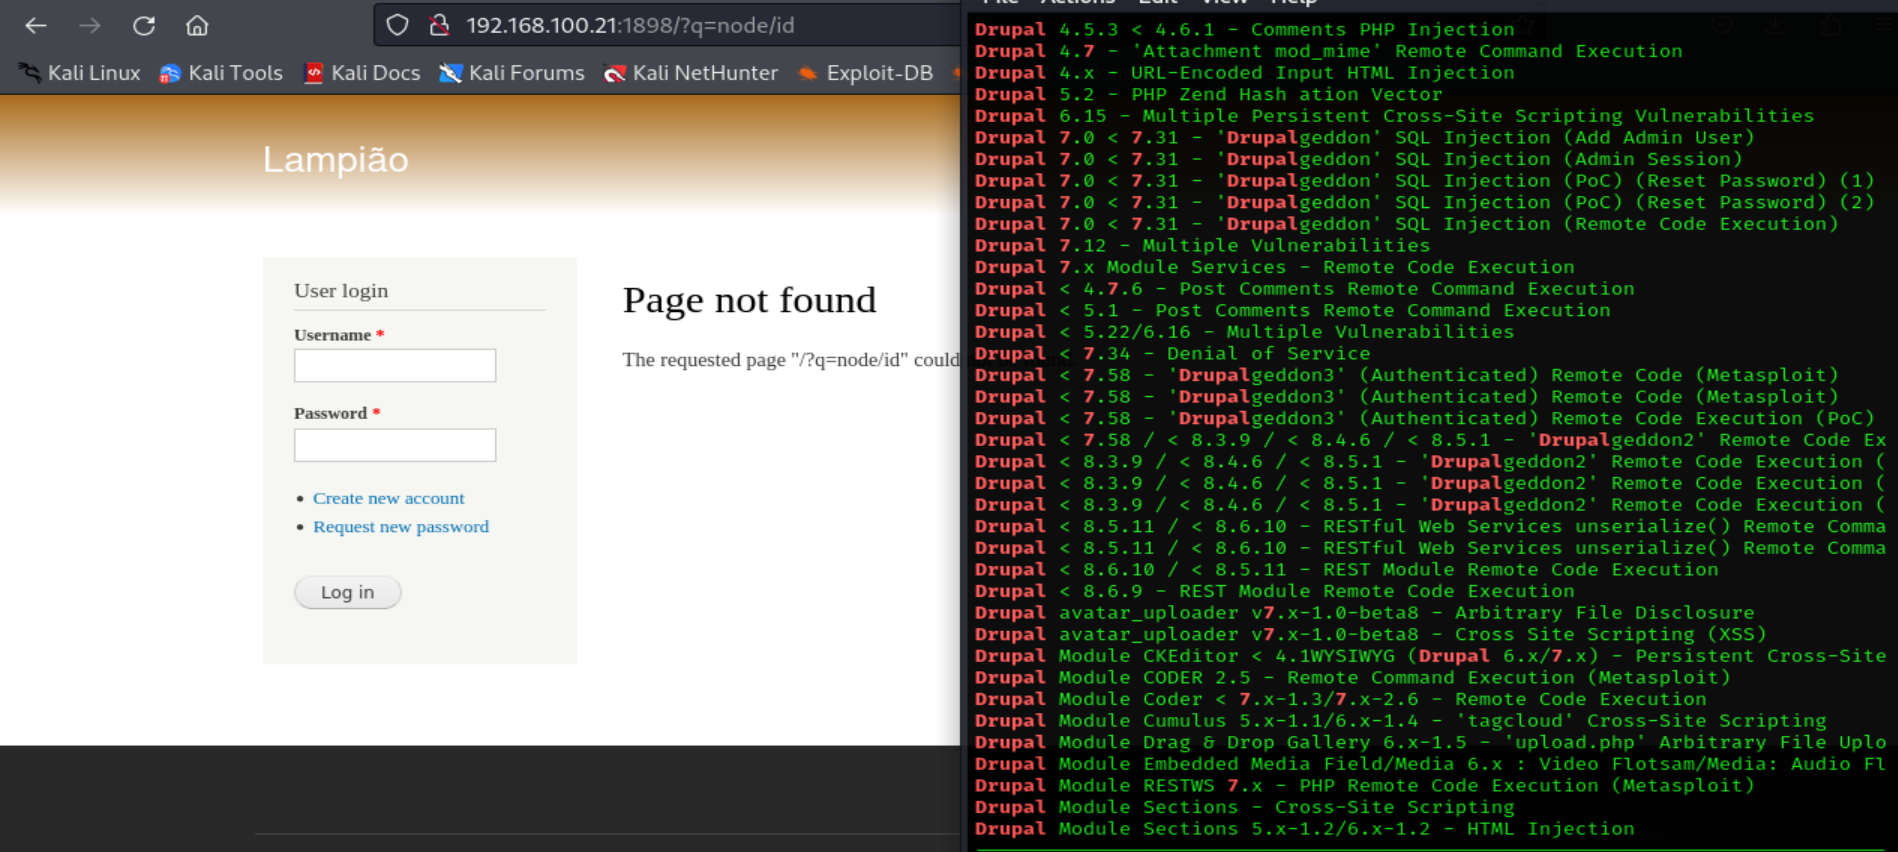 192.168.100.21:1898/?q=node/id
Kali Linux Kali Tools Kali Docs Kali Forums Kali NetHunter Exploit-DB
Lampião
User login
Username *
Password *
Create new account
Request new password
Log in
Page not found
The requested page "/?q=node/id" could
File Actions Edit View Help
Drupal 4.5.3 < 4.6.1 - Comments PHP Injection
Drupal 4.7 - 'Attachment mod_mime' Remote Command Execution
Drupal 4.x - URL-Encoded Input HTML Injection
Drupal 5.2 - PHP Zend Hash ation Vector
Drupal 6.15 - Multiple Persistent Cross-Site Scripting Vulnerabilities
Drupal 7.0 < 7.31 - 'Drupalgeddon' SQL Injection (Add Admin User)
Drupal 7.0 < 7.31 - 'Drupalgeddon' SQL Injection (Admin Session)
Drupal 7.0 < 7.31 - 'Drupalgeddon' SQL Injection (PoC) (Reset Password) (1)
Drupal 7.0 < 7.31 - 'Drupalgeddon' SQL Injection (PoC) (Reset Password) (2)
Drupal 7.0 < 7.31 - 'Drupalgeddon' SQL Injection (Remote Code Execution)
Drupal 7.12 - Multiple Vulnerabilities
Drupal 7.x Module Services - Remote Code Execution
Drupal < 4.7.6 - Post Comments Remote Command Execution
Drupal < 5.1 - Post Comments Remote Command Execution
Drupal < 5.22/6.16 - Multiple Vulnerabilities
Drupal < 7.34 - Denial of Service
Drupal < 7.58 - 'Drupalgeddon3' (Authenticated) Remote Code (Metasploit)
Drupal < 7.58 - 'Drupalgeddon3' (Authenticated) Remote Code (Metasploit)
Drupal < 7.58 - 'Drupalgeddon3' (Authenticated) Remote Code Execution (PoC)
Drupal < 7.58 / < 8.3.9 / < 8.4.6 / < 8.5.1 - 'Drupalgeddon2' Remote Code Ex
Drupal < 8.3.9 / < 8.4.6 / < 8.5.1 - 'Drupalgeddon2' Remote Code Execution (
Drupal < 8.3.9 / < 8.4.6 / < 8.5.1 - 'Drupalgeddon2' Remote Code Execution (
Drupal < 8.3.9 / < 8.4.6 / < 8.5.1 - 'Drupalgeddon2' Remote Code Execution (
Drupal < 8.5.11 / < 8.6.10 - RESTful Web Services unserialize() Remote Comma
Drupal < 8.5.11 / < 8.6.10 - RESTful Web Services unserialize() Remote Comma
Drupal < 8.6.10 / < 8.5.11 - REST Module Remote Code Execution
Drupal < 8.6.9 - REST Module Remote Code Execution
Drupal avatar_uploader v7.x-1.0-beta8 - Arbitrary File Disclosure
Drupal avatar_uploader v7.x-1.0-beta8 - Cross Site Scripting (XSS)
Drupal Module CKEditor < 4.1WYSIWYG (Drupal 6.x/7.x) - Persistent Cross-Site
Drupal Module CODER 2.5 - Remote Command Execution (Metasploit)
Drupal Module Coder < 7.x-1.3/7.x-2.6 - Remote Code Execution
Drupal Module Cumulus 5.x-1.1/6.x-1.4 - 'tagcloud' Cross-Site Scripting
Drupal Module Drag & Drop Gallery 6.x-1.5 - 'upload.php' Arbitrary File Uplo
Drupal Module Embedded Media Field/Media 6.x : Video Flotsam/Media: Audio Fl
Drupal Module RESTWS 7.x - PHP Remote Code Execution (Metasploit)
Drupal Module Sections - Cross-Site Scripting
Drupal Module Sections 5.x-1.2/6.x-1.2 - HTML Injection